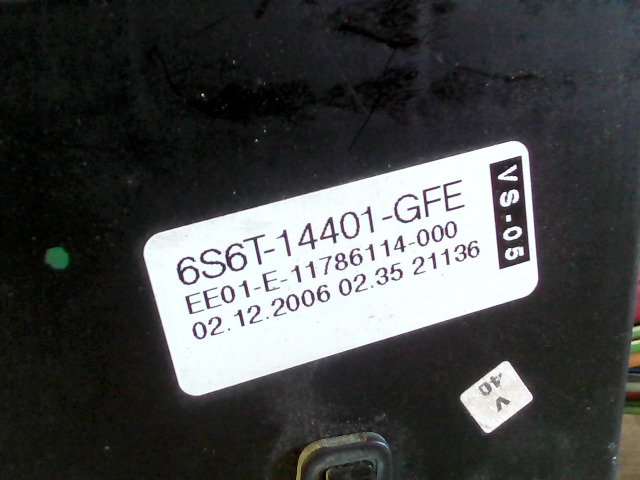 6S6T-14401-GFE
EE01-E-11786114-000
02.12.2006 02.35 21136
VS-05
V
40